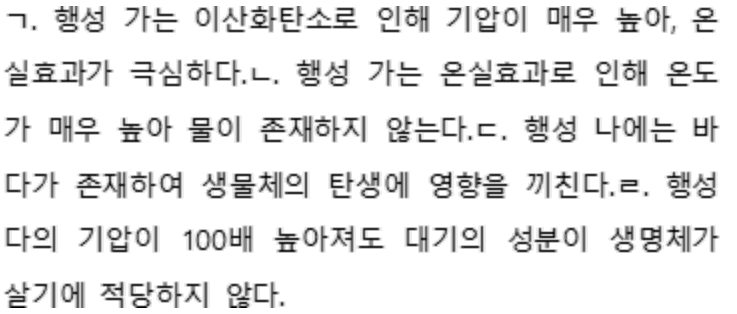 ㄱ. 행성 가는 이산화탄소로 인해 기압이 매우 높아, 온
실효과가 극심하다.ㄴ. 행성 가는 온실효과로 인해 온도
가 매우 높아 물이 존재하지 않는다.ㄷ. 행성 나에는 바
다가 존재하여 생물체의 탄생에 영향을 끼친다.ㄹ. 행성
다의 기압이 100배 높아져도 대기의 성분이 생명체가
살기에 적당하지 않다.